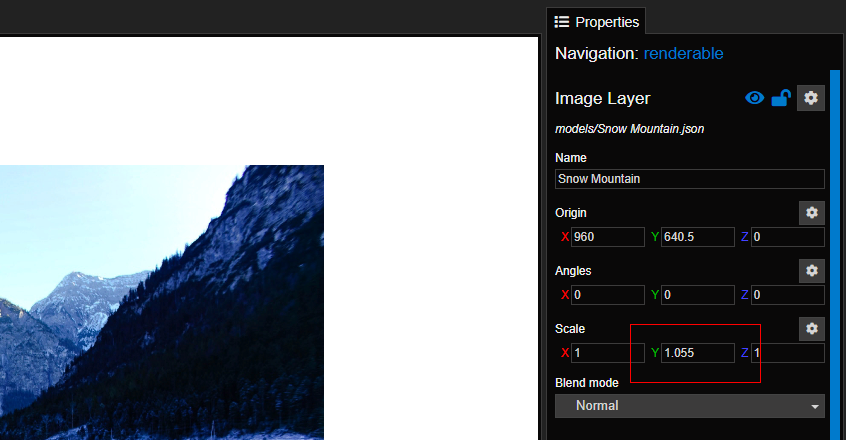 Properties
Navigation: renderable
Image Layer
models/Snow Mountain.json
Name
Snow Mountain
Origin
X 960 Y 640.5 Z 0
Angles
X 0 Y 0 Z 0
Scale
X 1 Y 1.055 Z 1
Blend mode
Normal